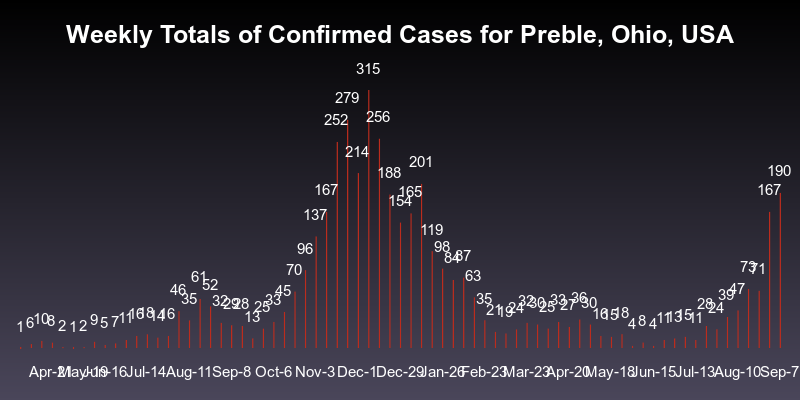 Weekly Totals of Confirmed Cases for Preble, Ohio, USA
1 6 10 8 2 1 2 9 5 7 11 16 18 14 16 46 35 61 52 32 29 28 13 25 33 45 70 96 137 167 252 279 214 315 256 188 154 165 201 119 98 84 87 63 35 21 19 24 32 30 25 33 27 36 30 16 15 18 4 8 4 11 13 15 11 28 24 39 47 73 71 167 190
Apr-21 May-19 Jun-16 Jul-14 Aug-11 Sep-8 Oct-6 Nov-3 Dec-1 Dec-29 Jan-26 Feb-23 Mar-23 Apr-20 May-18 Jun-15 Jul-13 Aug-10 Sep-7